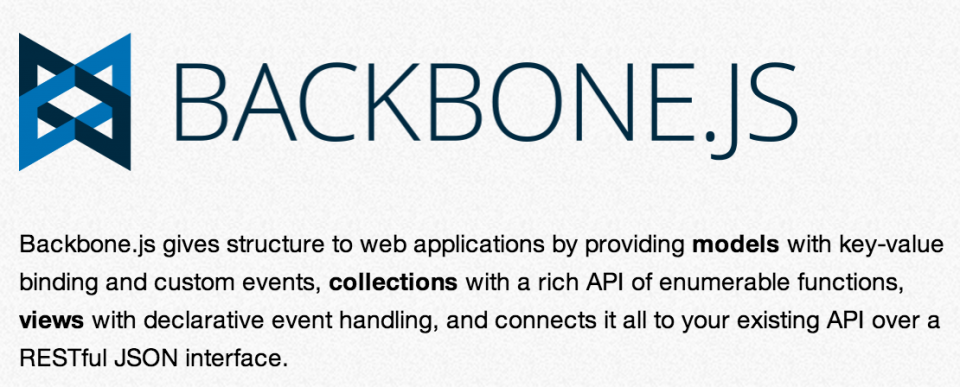 BACKBONE.JS
Backbone.js gives structure to web applications by providing models with key-value
binding and custom events, collections with a rich API of enumerable functions,
views with declarative event handling, and connects it all to your existing API over a
RESTful JSON interface.